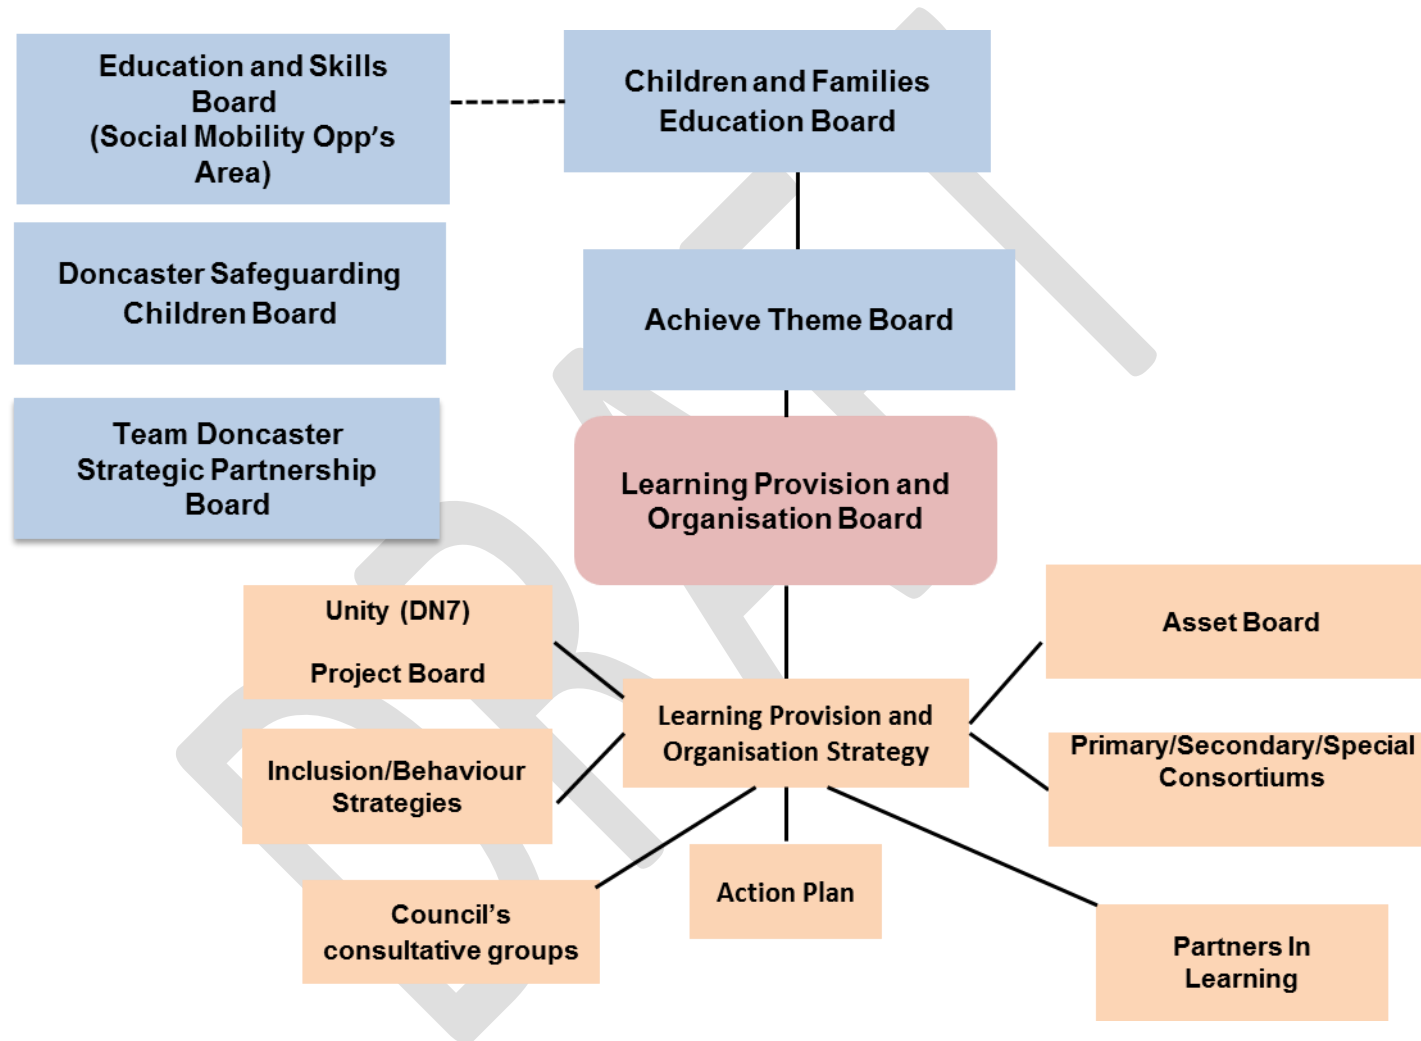 Education and Skills
Board
(Social Mobility Opp's
Area)
Children and Families
Education Board
Doncaster Safeguarding
Children Board
Achieve Theme Board
Team Doncaster
Strategic Partnership
Board
Learning Provision and
Organisation Board
Unity (DN7)
Project Board
Asset Board
Learning Provision and
Organisation Strategy
Inclusion/Behaviour
Strategies
Primary/Secondary/Special
Consortiums
Council's
consultative groups
Action Plan
Partners In
Learning
DRAFT